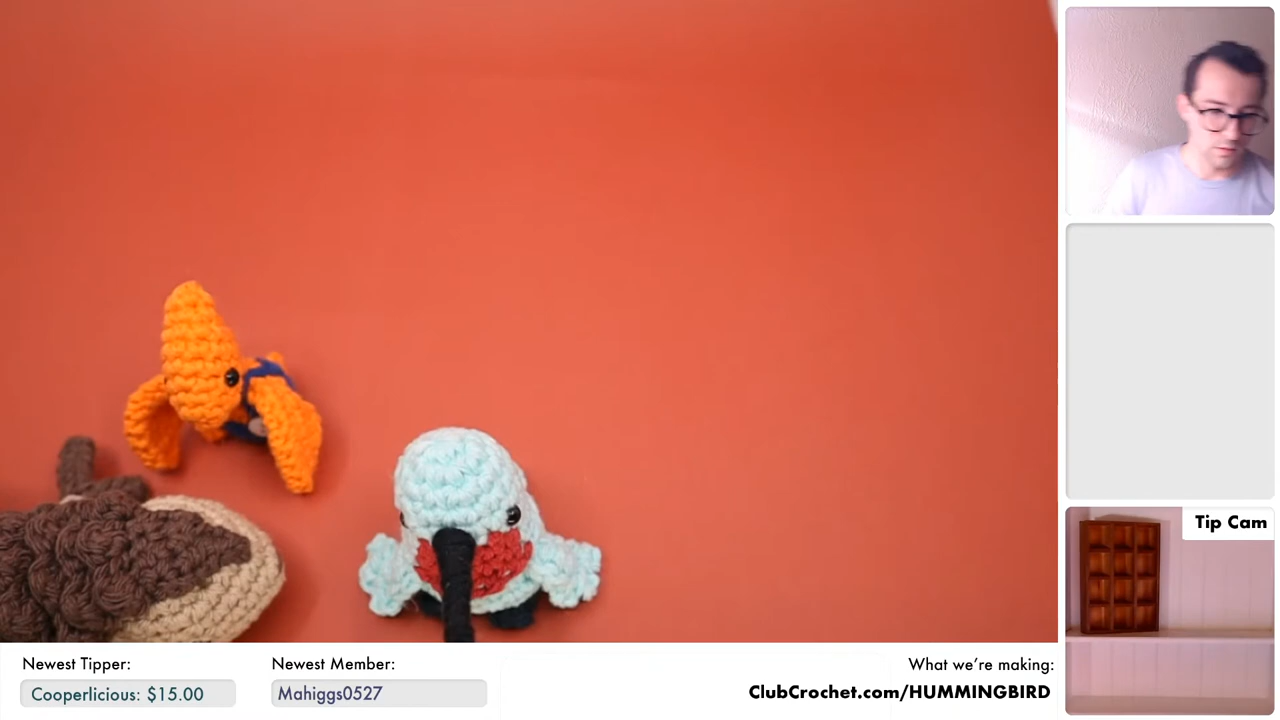 Tip Cam
Newest Tipper:
Newest Member:
What we're making:
Cooperlicious: $15.00
Mahiggs0527
ClubCrochet.com/HUMMINGBIRD